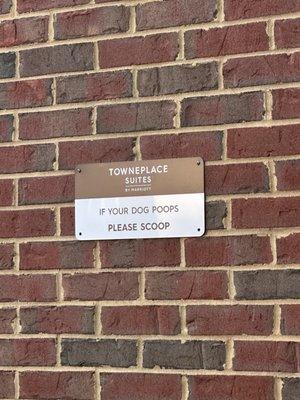 TOWNEPLACE
SUITES
BY MARRIOTT
IF YOUR DOG POOPS
PLEASE SCOOP